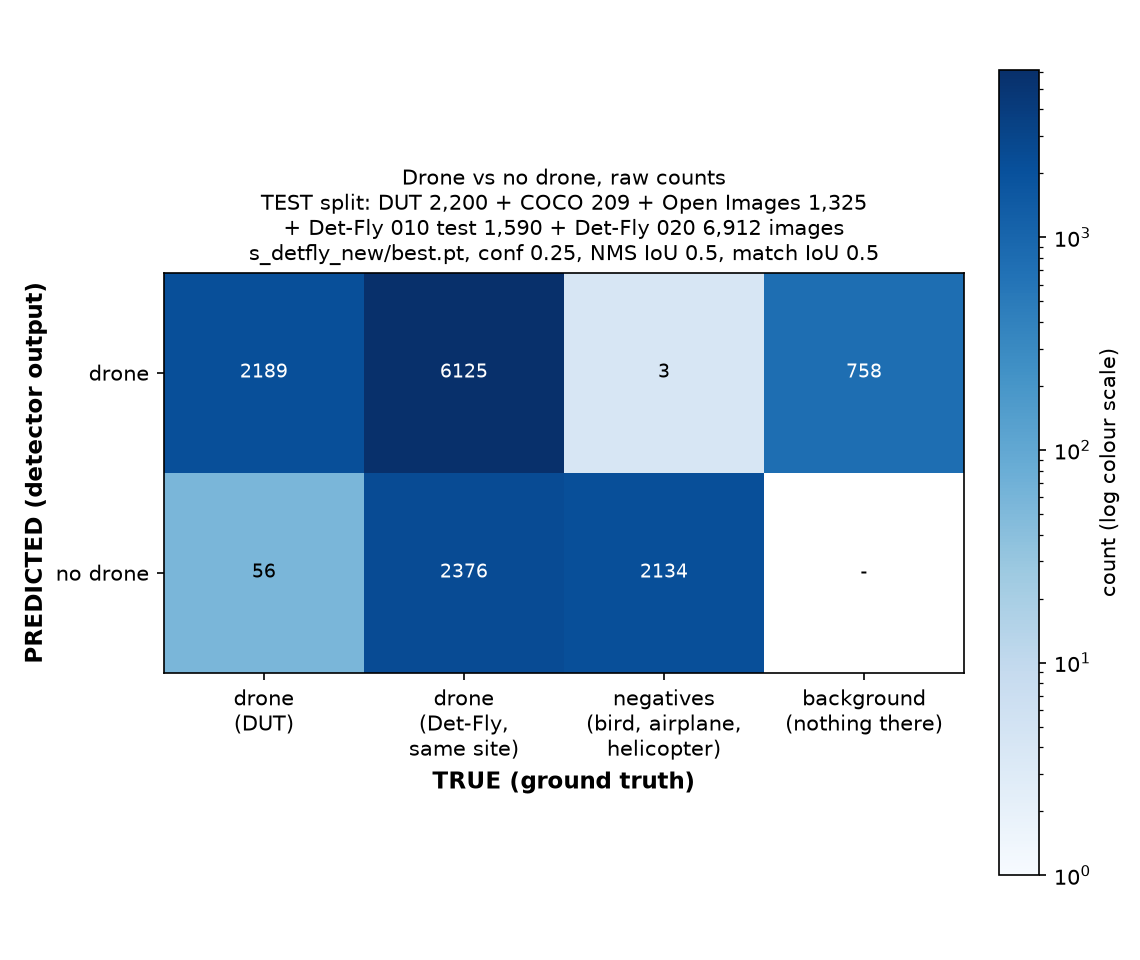 Drone vs no drone, raw counts
TEST split: DUT 2,200 + COCO 209 + Open Images 1,325
+ Det-Fly 010 test 1,590 + Det-Fly 020 6,912 images
s_detfly_new/best.pt, conf 0.25, NMS IoU 0.5, match IoU 0.5
PREDICTED (detector output)
drone
2189
6125
3
758
no drone
56
2376
2134
-
drone
(DUT)
drone
(Det-Fly,
same site)
negatives
(bird, airplane,
helicopter)
background
(nothing there)
TRUE (ground truth)
10³
10²
10¹
10⁰
count (log colour scale)